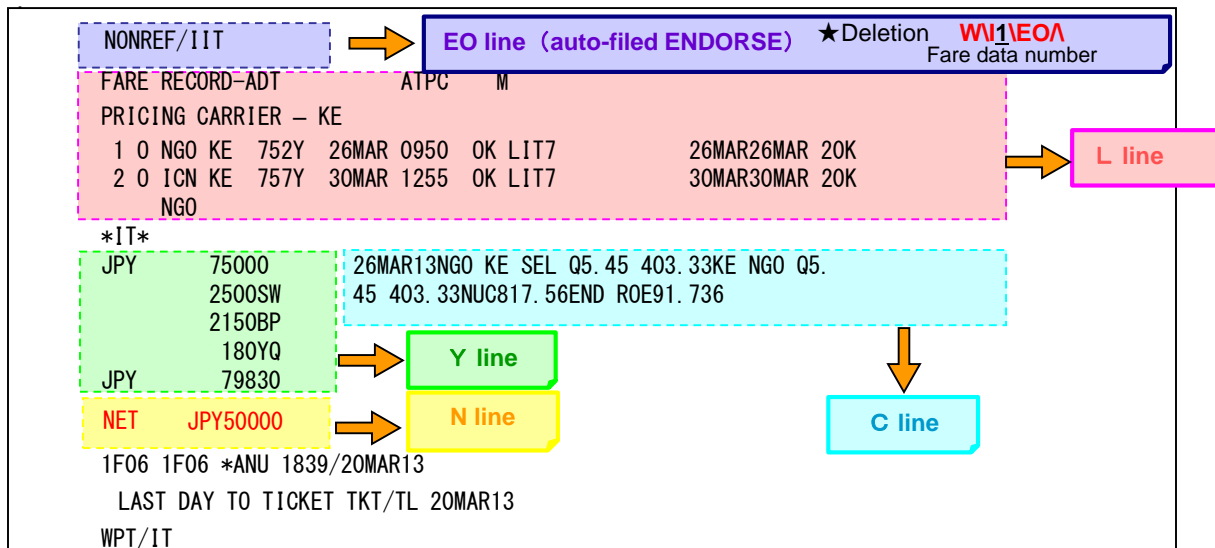 NONREF/IIT
EO line（auto-filed ENDORSE） ★Deletion W\I1\EO/\
Fare data number
FARE RECORD-ADT ATPC M
PRICING CARRIER – KE
1 O NGO KE 752Y 26MAR 0950 OK LIT7 26MAR26MAR 20K
2 O ICN KE 757Y 30MAR 1255 OK LIT7 30MAR30MAR 20K
NGO
L line
*IT*
JPY 75000 26MAR13NGO KE SEL Q5.45 403.33KE NGO Q5.
2500SW 45 403.33NUC817.56END ROE91.736
2150BP
180YQ
JPY 79830
Y line
NET JPY50000
N line
C line
1F06 1F06 *ANU 1839/20MAR13
LAST DAY TO TICKET TKT/TL 20MAR13
WPT/IT